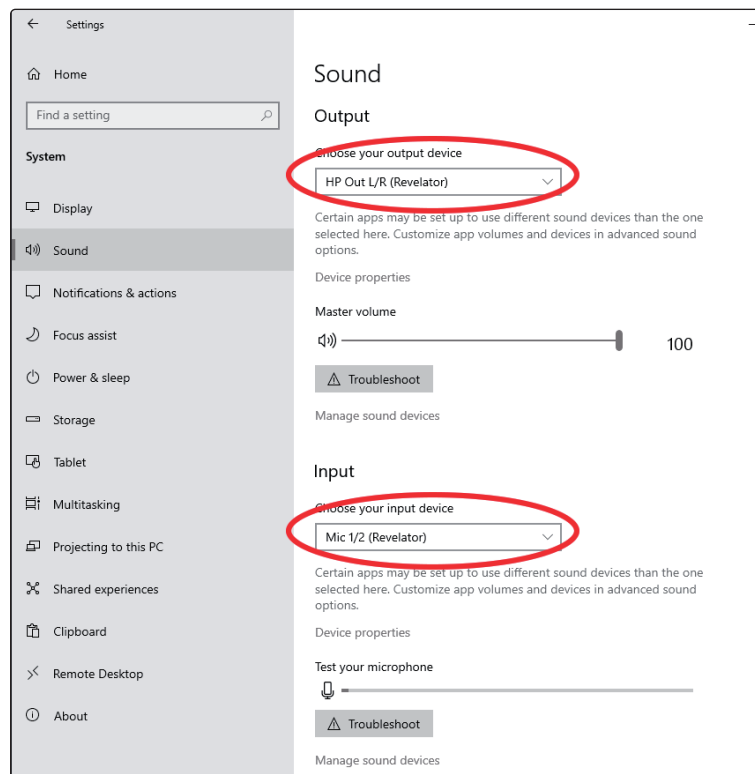 Settings
Home
Find a setting
System
Display
Sound
Notifications & actions
Focus assist
Power & sleep
Storage
Tablet
Multitasking
Projecting to this PC
Shared experiences
Clipboard
Remote Desktop
About
Sound
Output
Choose your output device
HP Out L/R (Revelator)
Certain apps may be set up to use different sound devices than the one
selected here. Customize app volumes and devices in advanced sound
options.
Device properties
Master volume
100
Troubleshoot
Manage sound devices
Input
Choose your input device
Mic 1/2 (Revelator)
Certain apps may be set up to use different sound devices than the one
selected here. Customize app volumes and devices in advanced sound
options.
Device properties
Test your microphone
Troubleshoot
Manage sound devices